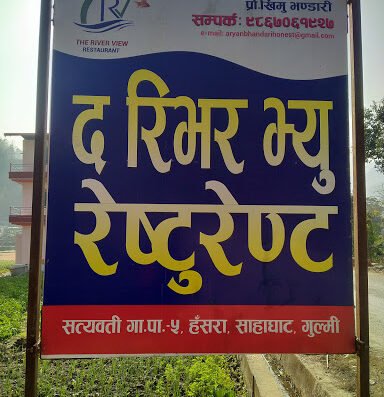 प्रो.खिमु भण्डारी
सम्पर्क: ९८६७०६१९२७
e-mail: aryanbhandarihonest@gmail.com
THE RIVER VIEW
RESTAURANT
द रिभर भ्यु
रेष्टुरेण्ट
सत्यवती गा.पा.-५, हँसरा, साहाघाट, गुल्मी